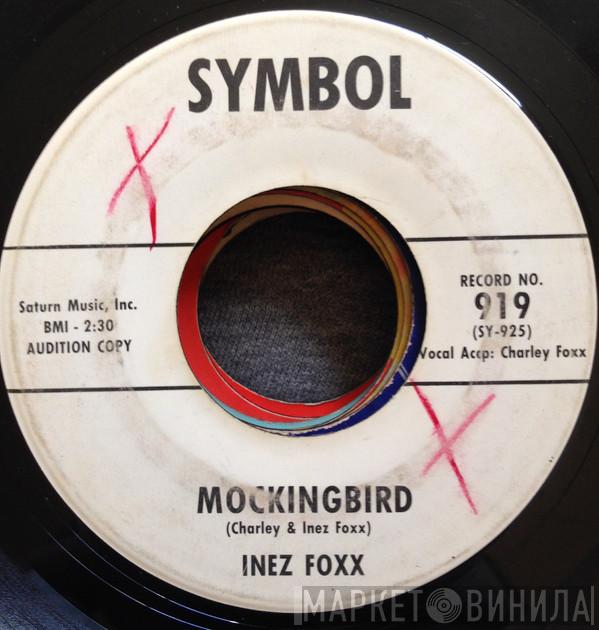 SYMBOL
Saturn Music, Inc.
BMI - 2:30
AUDITION COPY
RECORD NO.
919
(SY-925)
Vocal Accp: Charley Foxx
MOCKINGBIRD
(Charley & Inez Foxx)
INEZ FOXX
МАРКЕТ ВИНИЛА